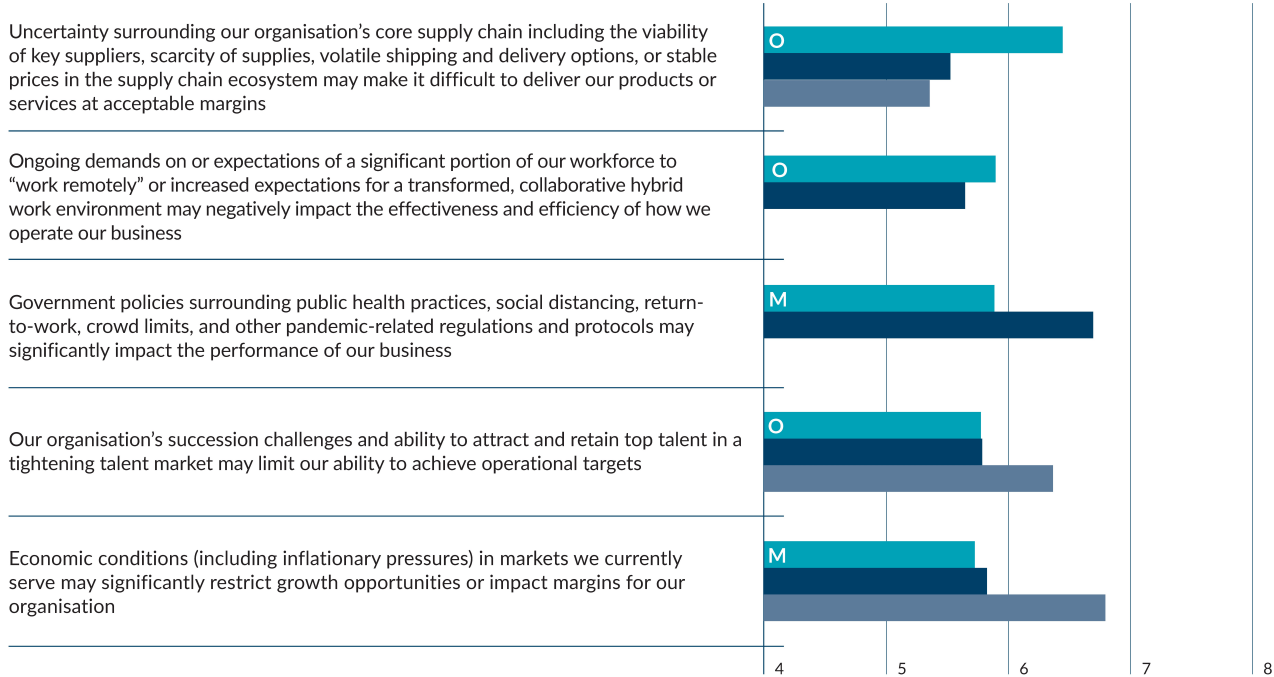 Uncertainty surrounding our organisation’s core supply chain including the viability
of key suppliers, scarcity of supplies, volatile shipping and delivery options, or stable
prices in the supply chain ecosystem may make it difficult to deliver our products or
services at acceptable margins
O
Ongoing demands on or expectations of a significant portion of our workforce to
“work remotely” or increased expectations for a transformed, collaborative hybrid
work environment may negatively impact the effectiveness and efficiency of how we
operate our business
O
Government policies surrounding public health practices, social distancing, return-
to-work, crowd limits, and other pandemic-related regulations and protocols may
significantly impact the performance of our business
M
Our organisation’s succession challenges and ability to attract and retain top talent in a
tightening talent market may limit our ability to achieve operational targets
O
Economic conditions (including inflationary pressures) in markets we currently
serve may significantly restrict growth opportunities or impact margins for our
organisation
M
4 5 6 7 8